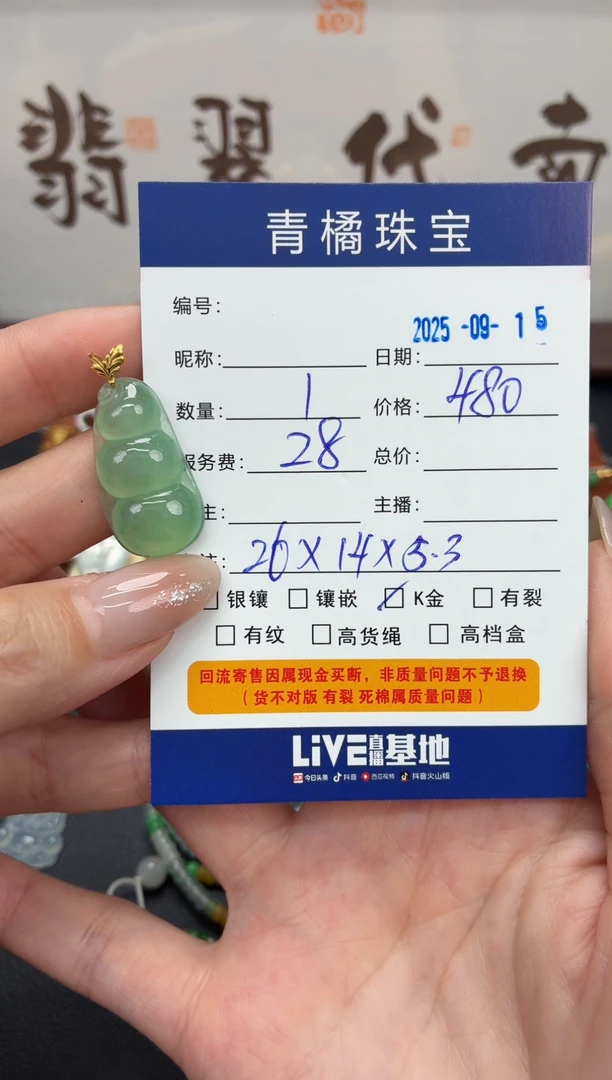 翡翠代
青橘珠宝
编号：
2025-09-15
昵称： 日期：
数量： 1 价格： 480
服务费： 28 总价：
主： 主播：
注： 26X14X5.3
银镶 镶嵌 K金 有裂
有纹 高货绳 高档盒
回流寄售因属现金买断，非质量问题不予退换
（货不对版 有裂 死棉属质量问题）
LiVE直播基地
今日头条 抖音 西瓜视频 抖音火山版